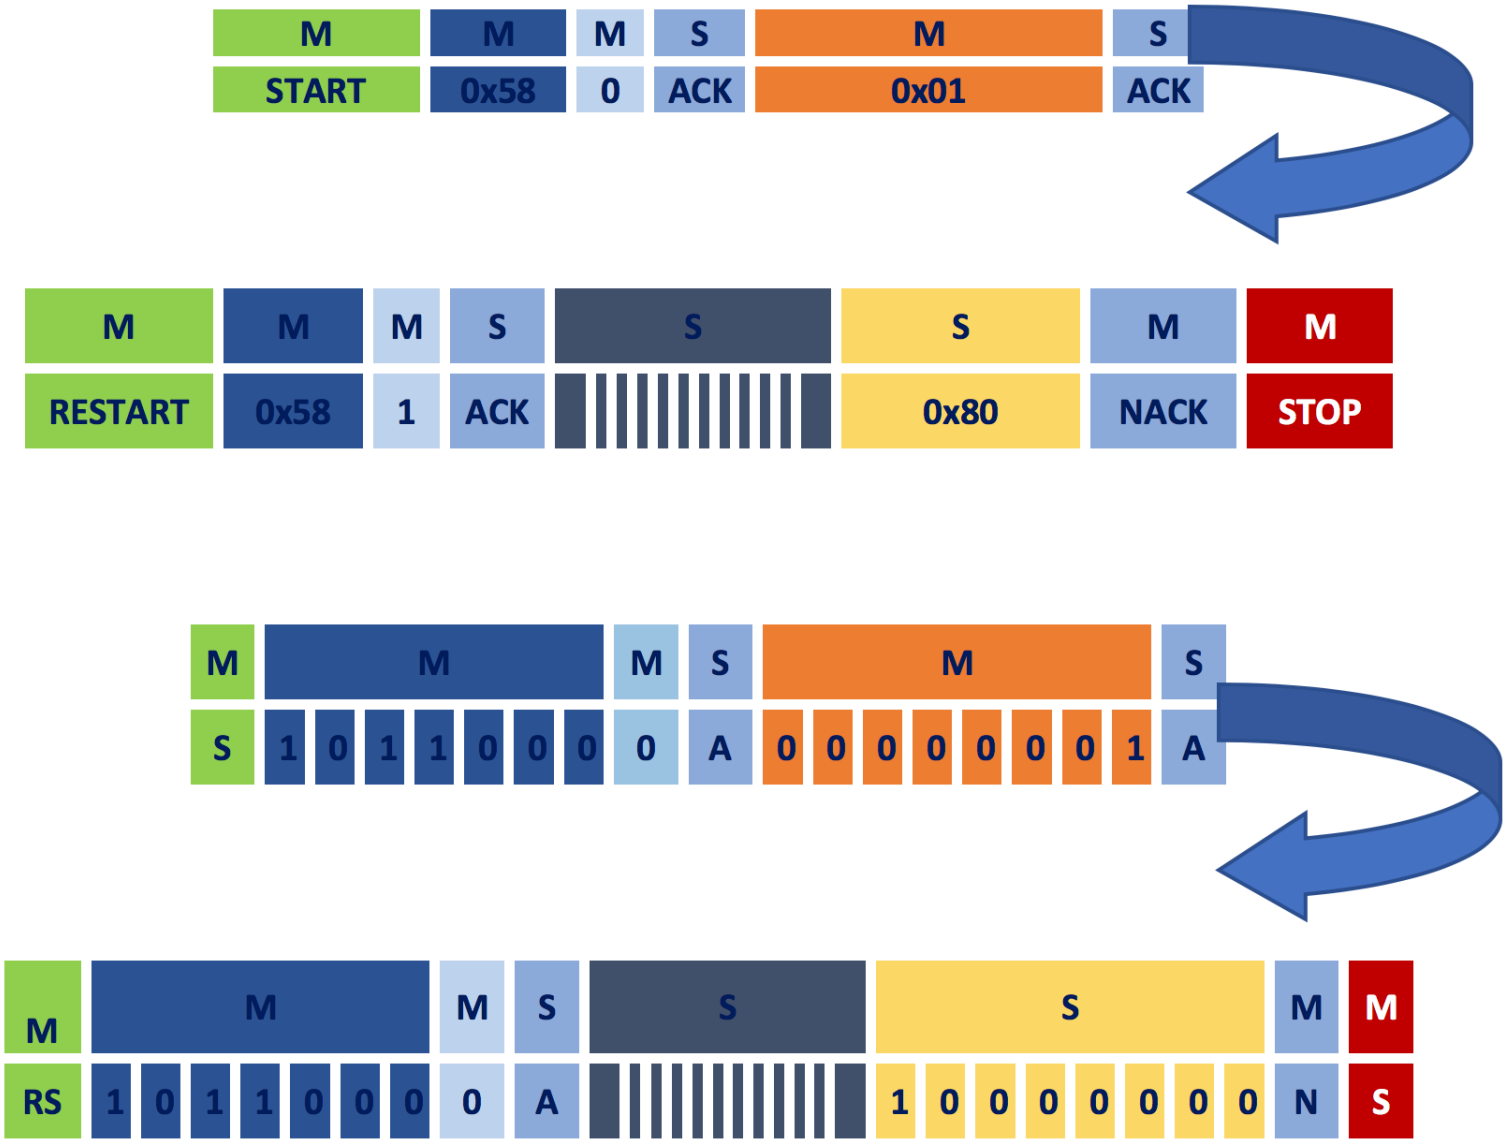 M M M S M S
START 0x58 0 ACK 0x01 ACK
M M M S S S M M
RESTART 0x58 1 ACK 0x80 NACK STOP
M M M S M S
S 1 0 1 1 0 0 0 0 A 0 0 0 0 0 0 0 1 A
M M M S S S M M
RS 1 0 1 1 0 0 0 0 A 1 0 0 0 0 0 0 0 N S